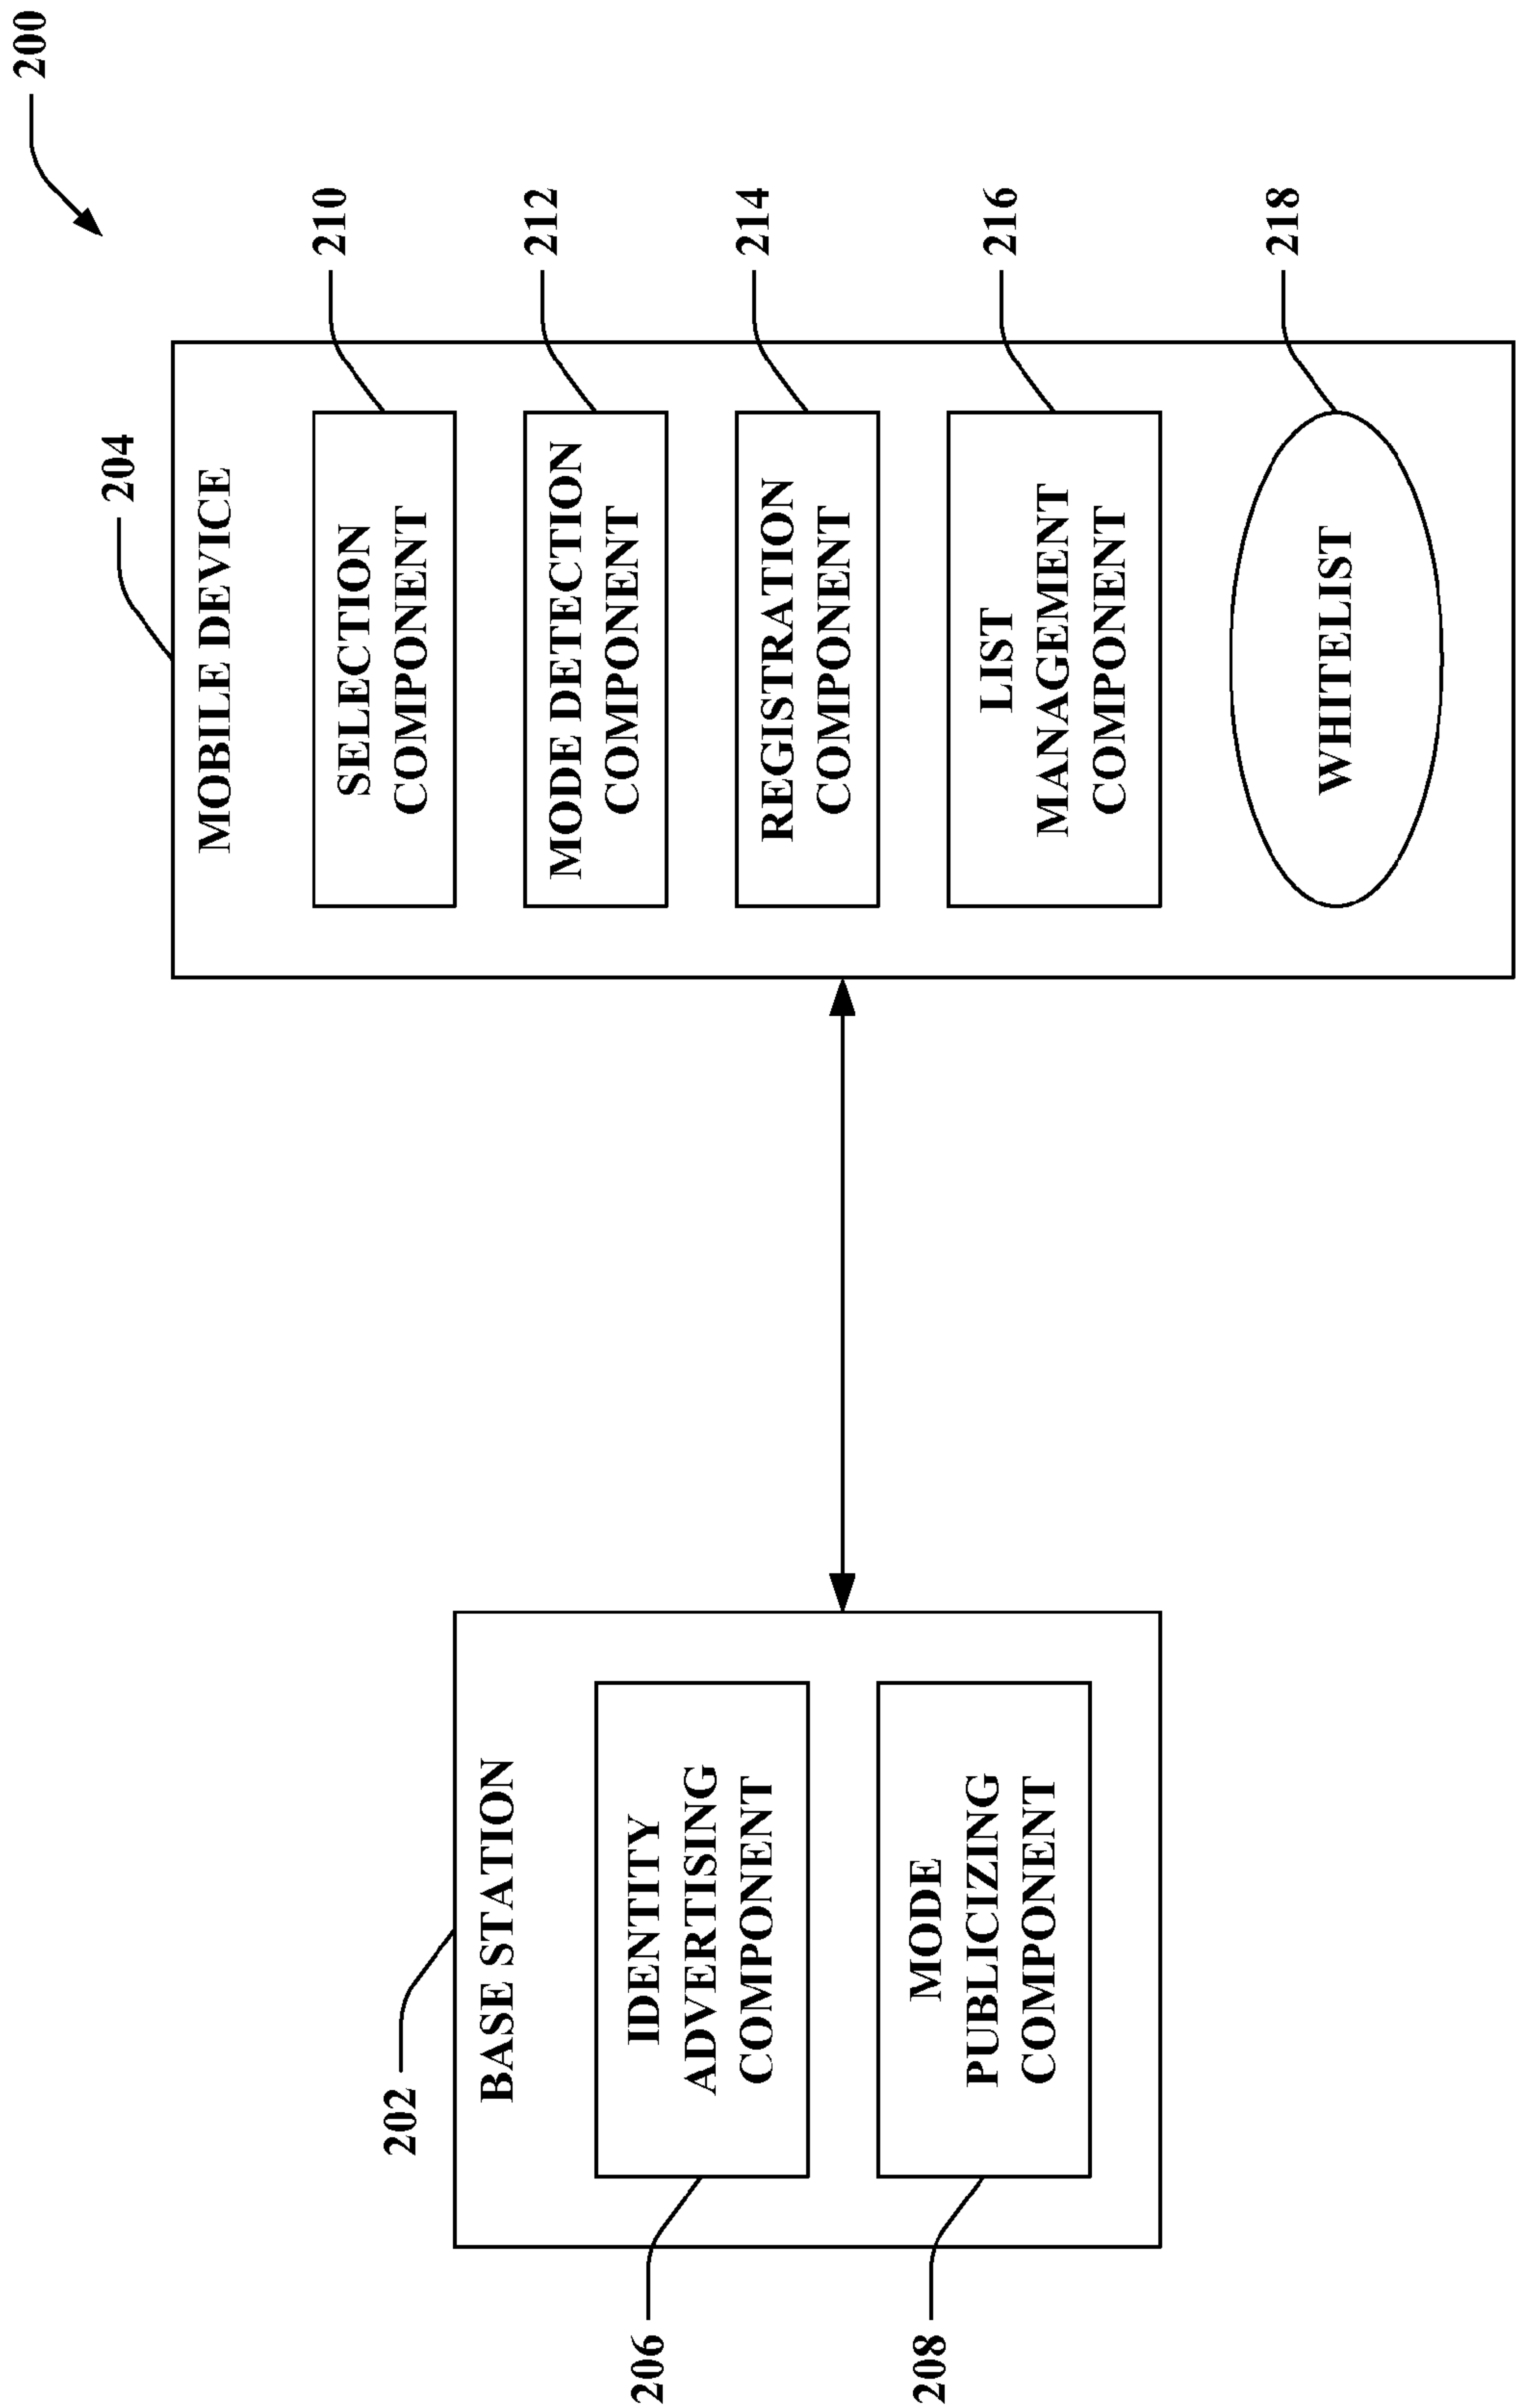 200
202
BASE STATION
IDENTITY
ADVERTISING
COMPONENT
206
MODE
PUBLICIZING
COMPONENT
208
204
MOBILE DEVICE
SELECTION
COMPONENT
210
MODE DETECTION
COMPONENT
212
REGISTRATION
COMPONENT
214
LIST
MANAGEMENT
COMPONENT
216
WHITELIST
218